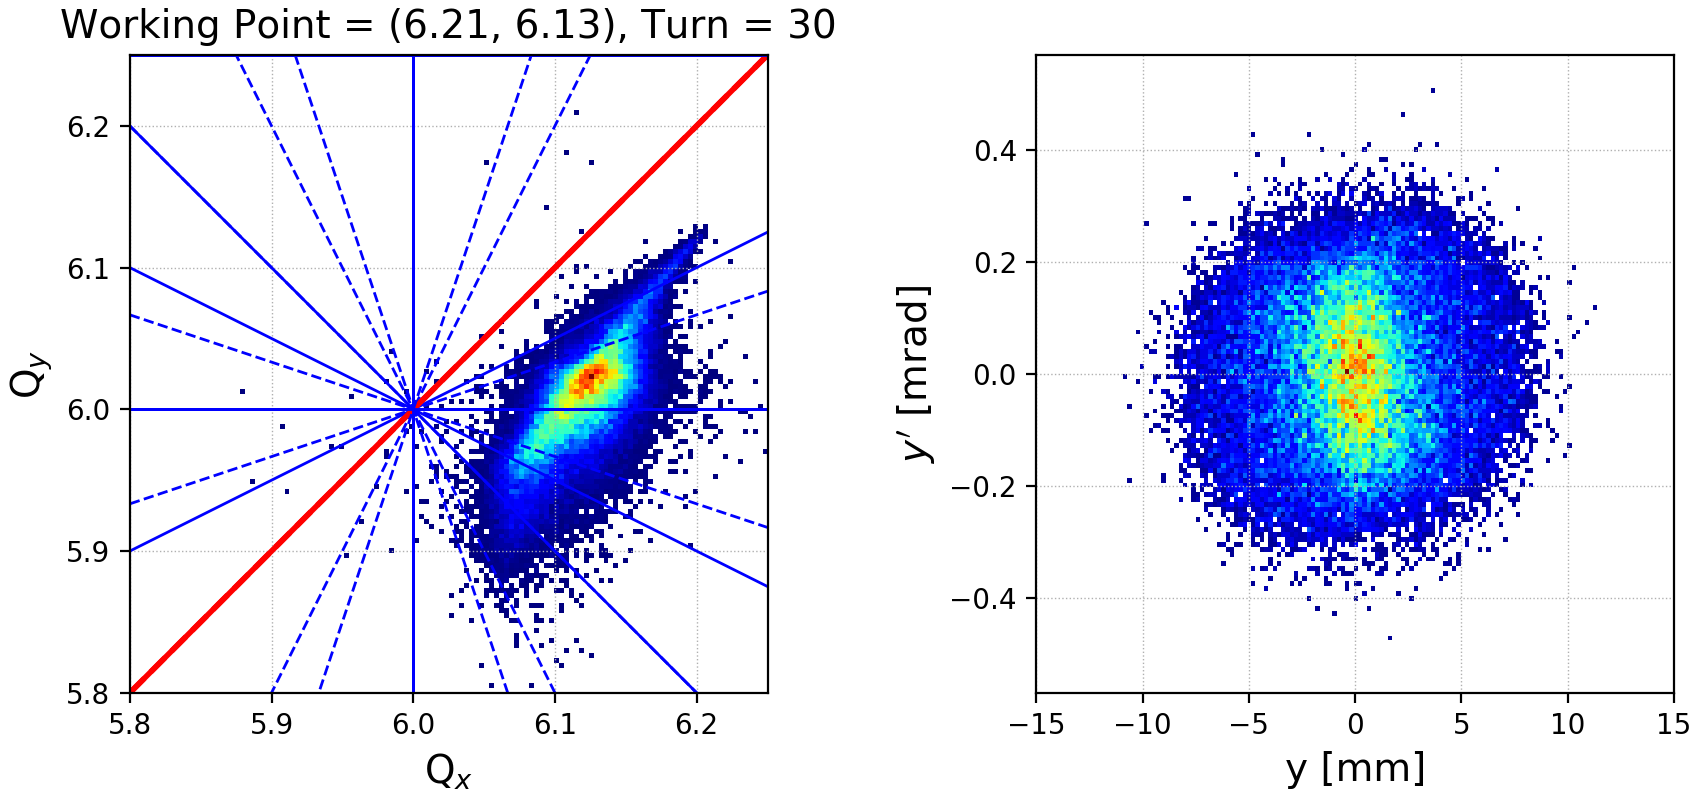 Working Point = (6.21, 6.13), Turn = 30
6.2
6.1
6.0
5.9
5.8
Qy
5.8 5.9 6.0 6.1 6.2
Qx
0.4
0.2
0.0
−0.2
−0.4
y′ [mrad]
−15 −10 −5 0 5 10 15
y [mm]